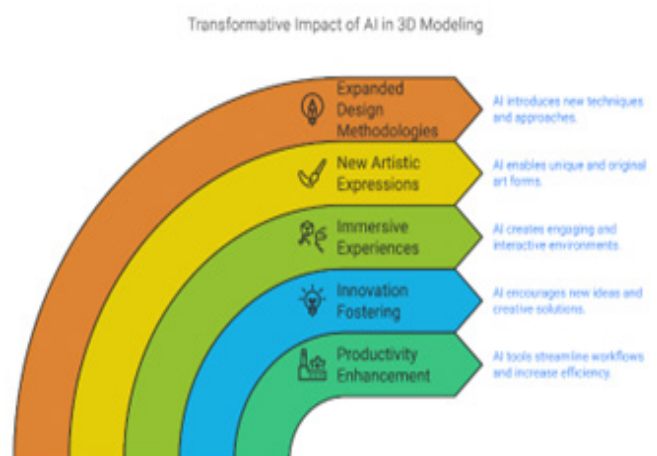 Transformative Impact of AI in 3D Modeling
Expanded
Design
Methodologies
AI introduces new techniques
and approaches.
New Artistic
Expressions
AI enables unique and original
art forms.
Immersive
Experiences
AI creates engaging and
interactive environments.
Innovation
Fostering
AI encourages new ideas and
creative solutions.
Productivity
Enhancement
AI tools streamline workflows
and increase efficiency.